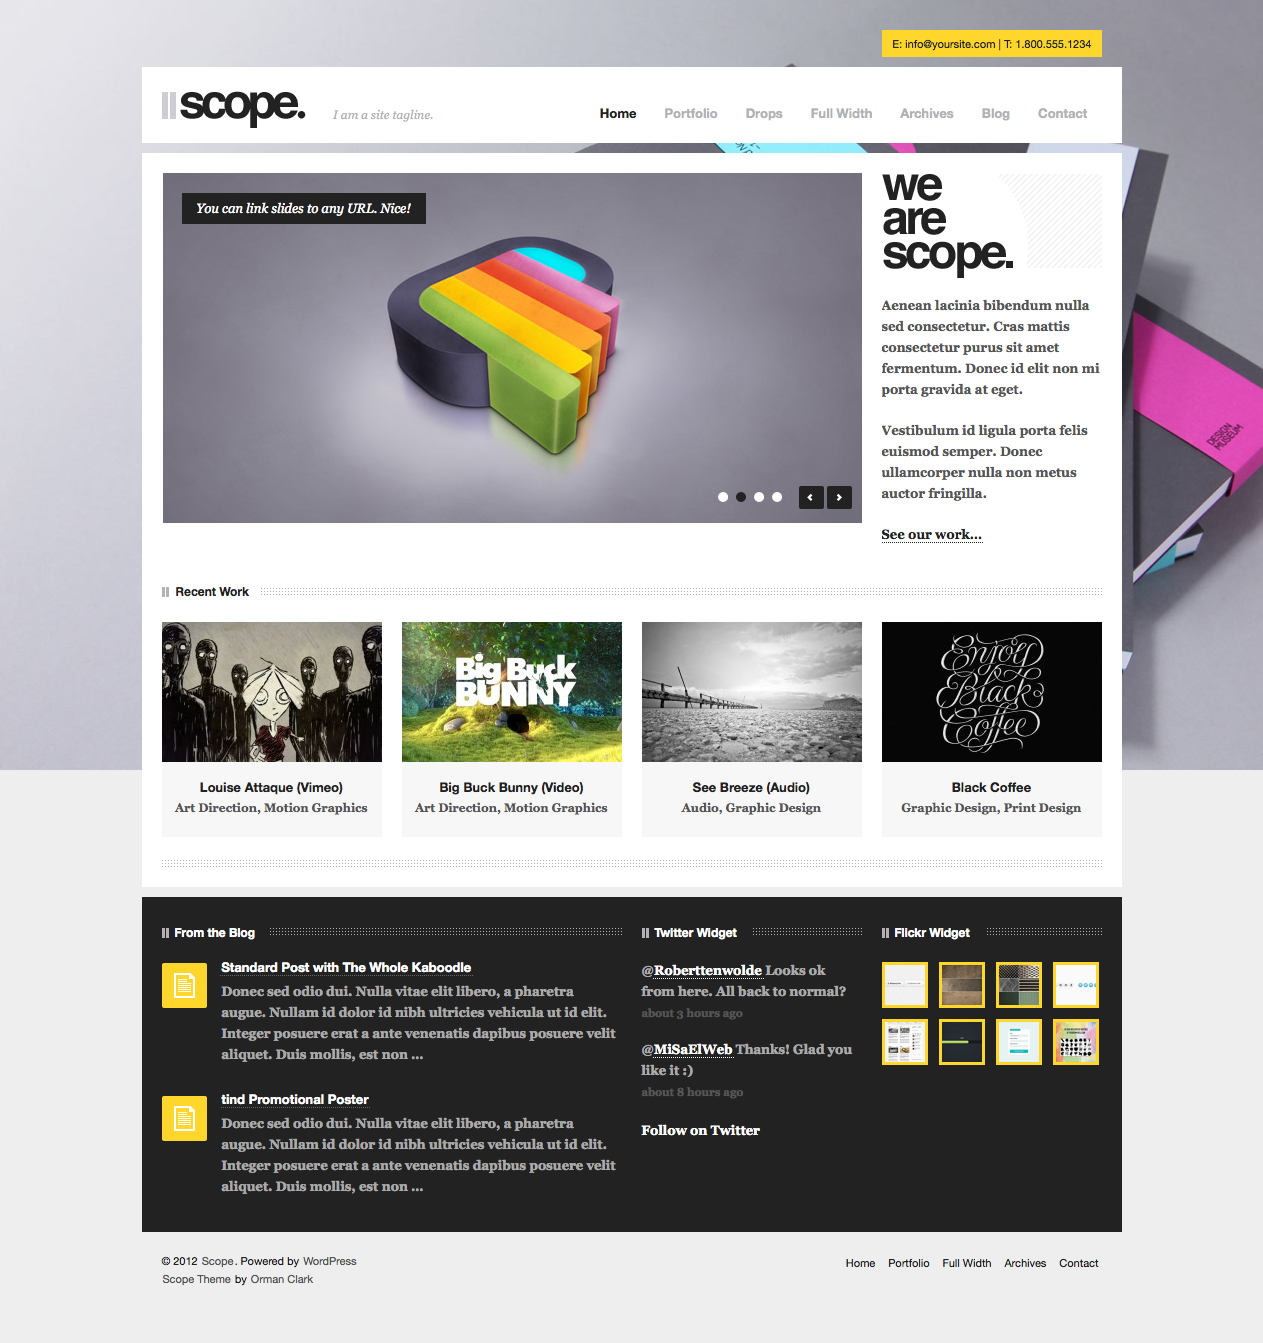 E: info@yoursite.com | T: 1.800.555.1234
scope.
I am a site tagline.
Home Portfolio Drops Full Width Archives Blog Contact
You can link slides to any URL. Nice!
we
are
scope.
Aenean lacinia bibendum nulla
sed consectetur. Cras mattis
consectetur purus sit amet
fermentum. Donec id elit non mi
porta gravida at eget.
Vestibulum id ligula porta felis
euismod semper. Donec
ullamcorper nulla non metus
auctor fringilla.
See our work...
DESIGN
MUSEUM
Recent Work
Big Buck
BUNNY
Enjoy
Black
Coffee
Louise Attaque (Vimeo)
Art Direction, Motion Graphics
Big Buck Bunny (Video)
Art Direction, Motion Graphics
See Breeze (Audio)
Audio, Graphic Design
Black Coffee
Graphic Design, Print Design
From the Blog
Standard Post with The Whole Kaboodle
Donec sed odio dui. Nulla vitae elit libero, a pharetra
augue. Nullam id dolor id nibh ultricies vehicula ut id elit.
Integer posuere erat a ante venenatis dapibus posuere velit
aliquet. Duis mollis, est non ...
tind Promotional Poster
Donec sed odio dui. Nulla vitae elit libero, a pharetra
augue. Nullam id dolor id nibh ultricies vehicula ut id elit.
Integer posuere erat a ante venenatis dapibus posuere velit
aliquet. Duis mollis, est non ...
Twitter Widget
@Roberttenwolde Looks ok
from here. All back to normal?
about 3 hours ago
@MiSaElWeb Thanks! Glad you
like it :)
about 8 hours ago
Follow on Twitter
Flickr Widget
© 2012 Scope. Powered by WordPress
Scope Theme by Orman Clark
Home Portfolio Full Width Archives Contact